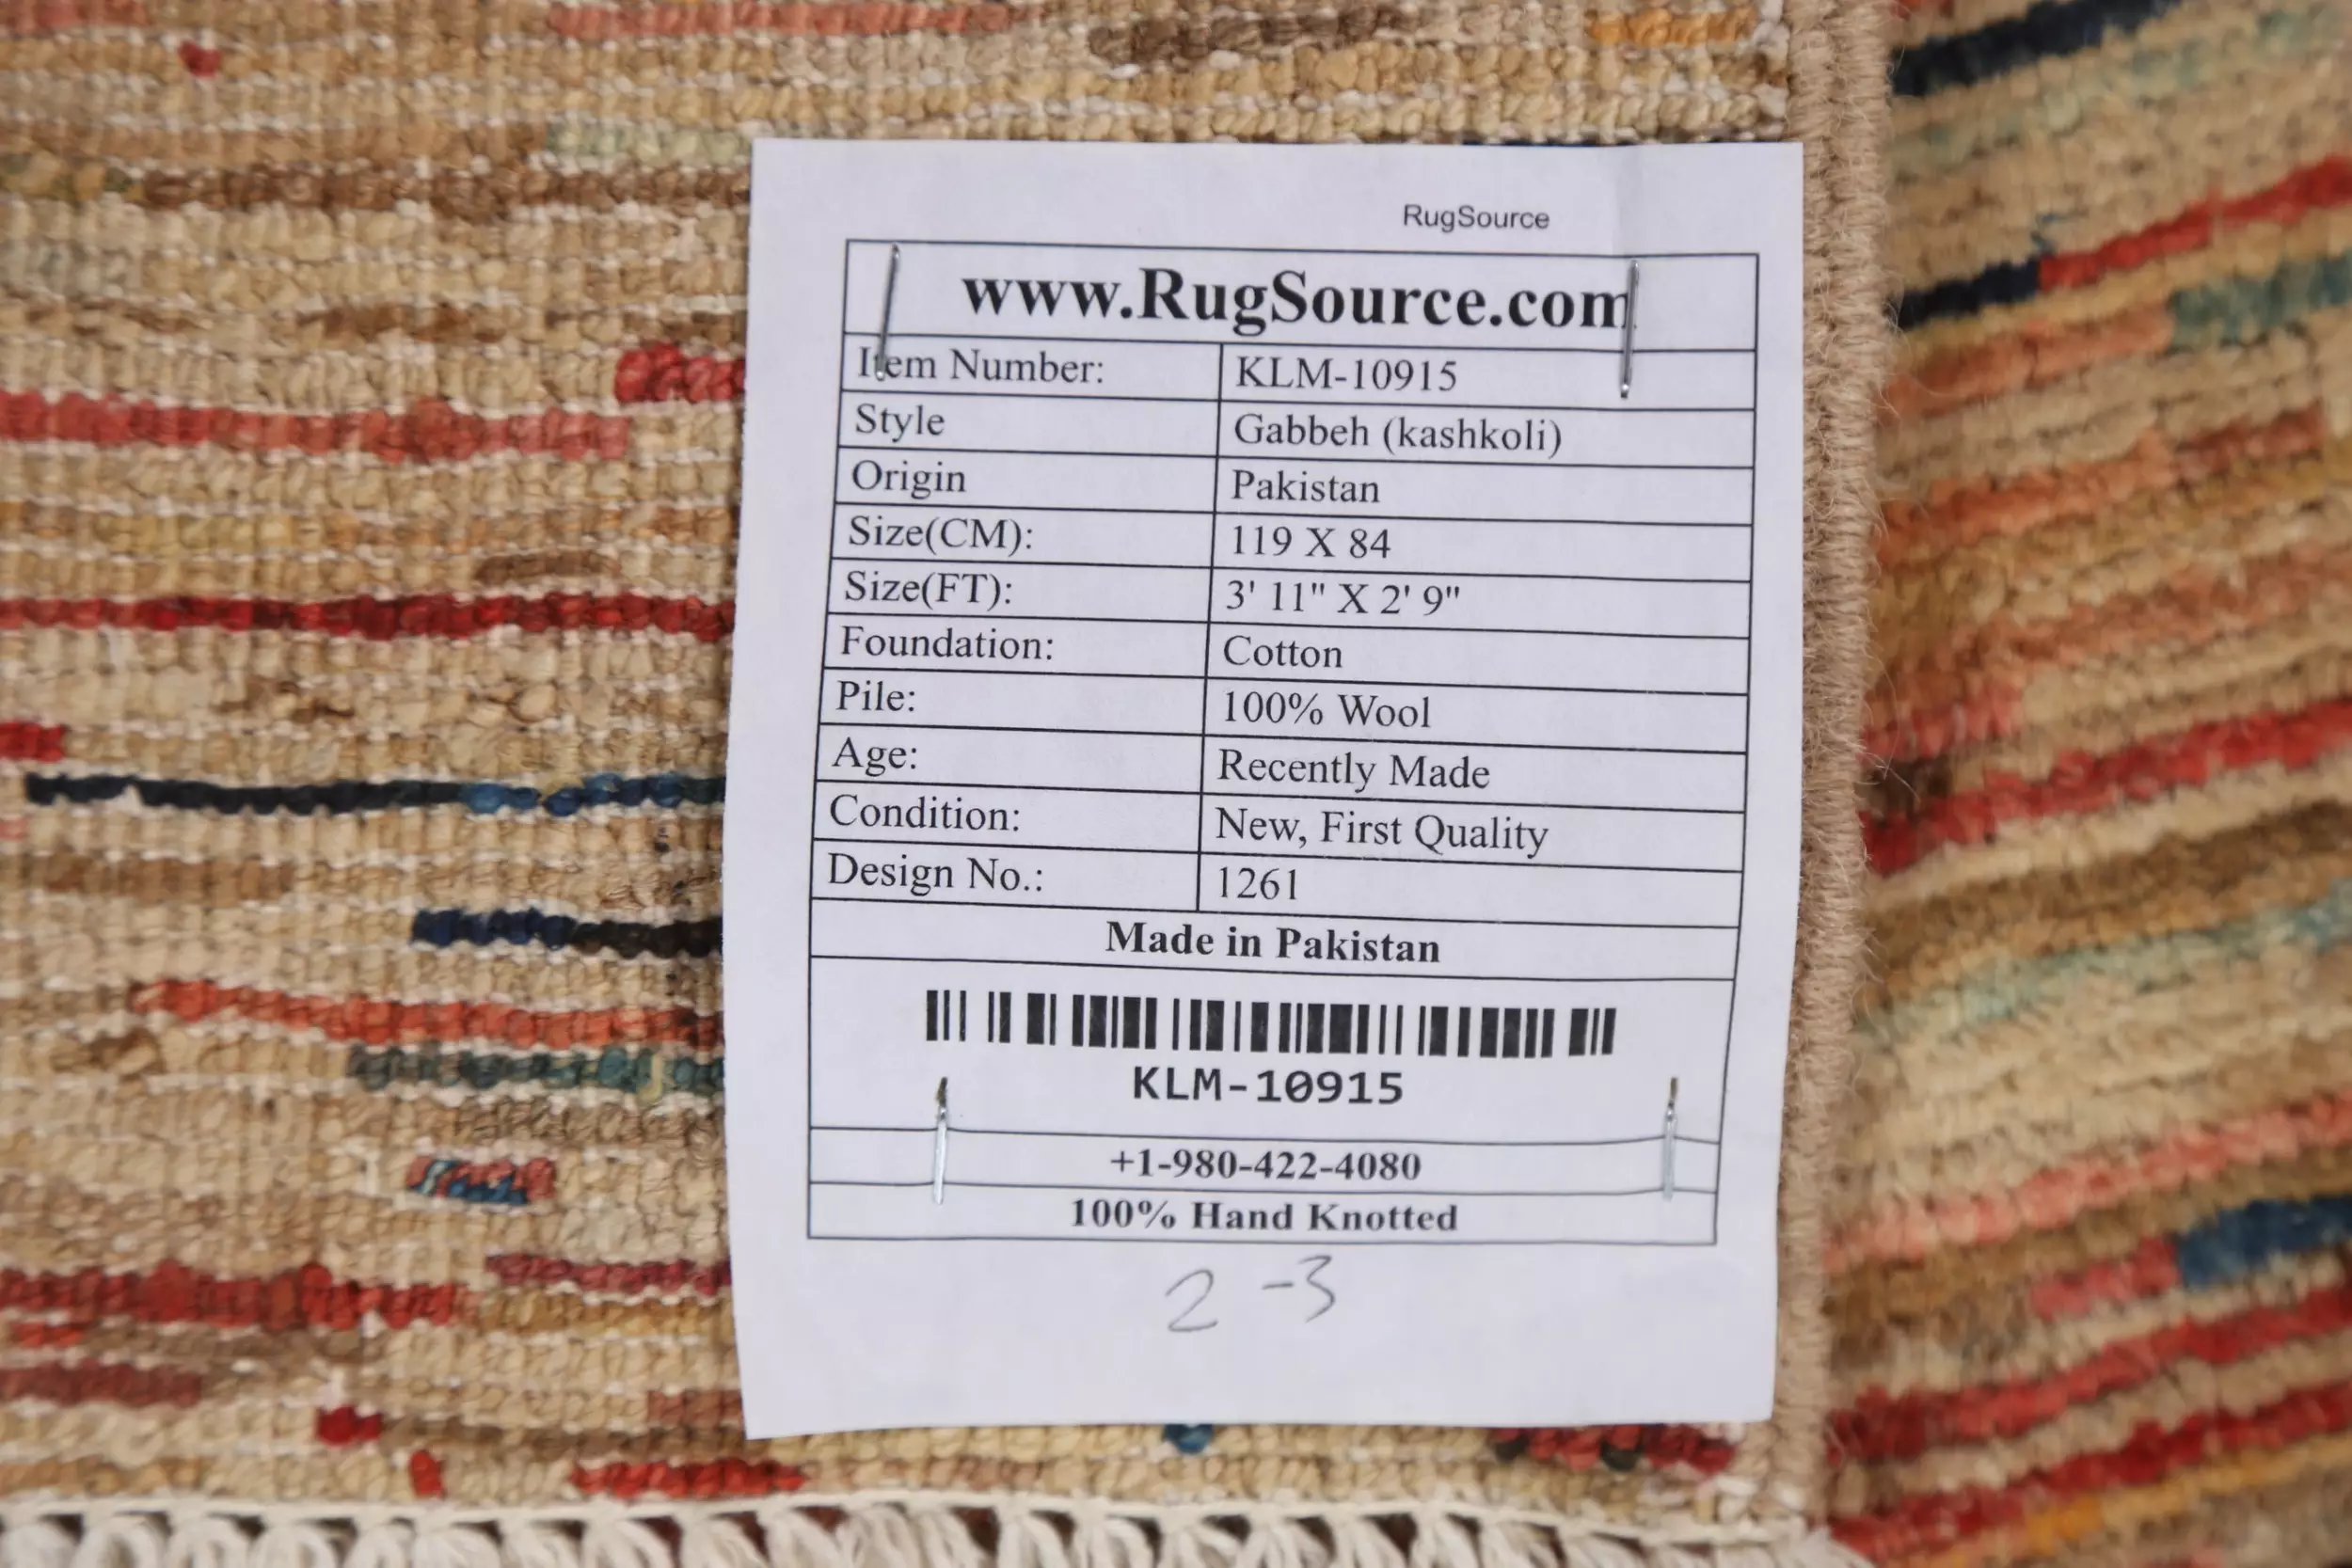 RugSource
www.RugSource.com
Item Number: KLM-10915
Style Gabbeh (kashkoli)
Origin Pakistan
Size(CM): 119 X 84
Size(FT): 3' 11" X 2' 9"
Foundation: Cotton
Pile: 100% Wool
Age: Recently Made
Condition: New, First Quality
Design No.: 1261
Made in Pakistan
KLM-10915
+1-980-422-4080
100% Hand Knotted
2 -3